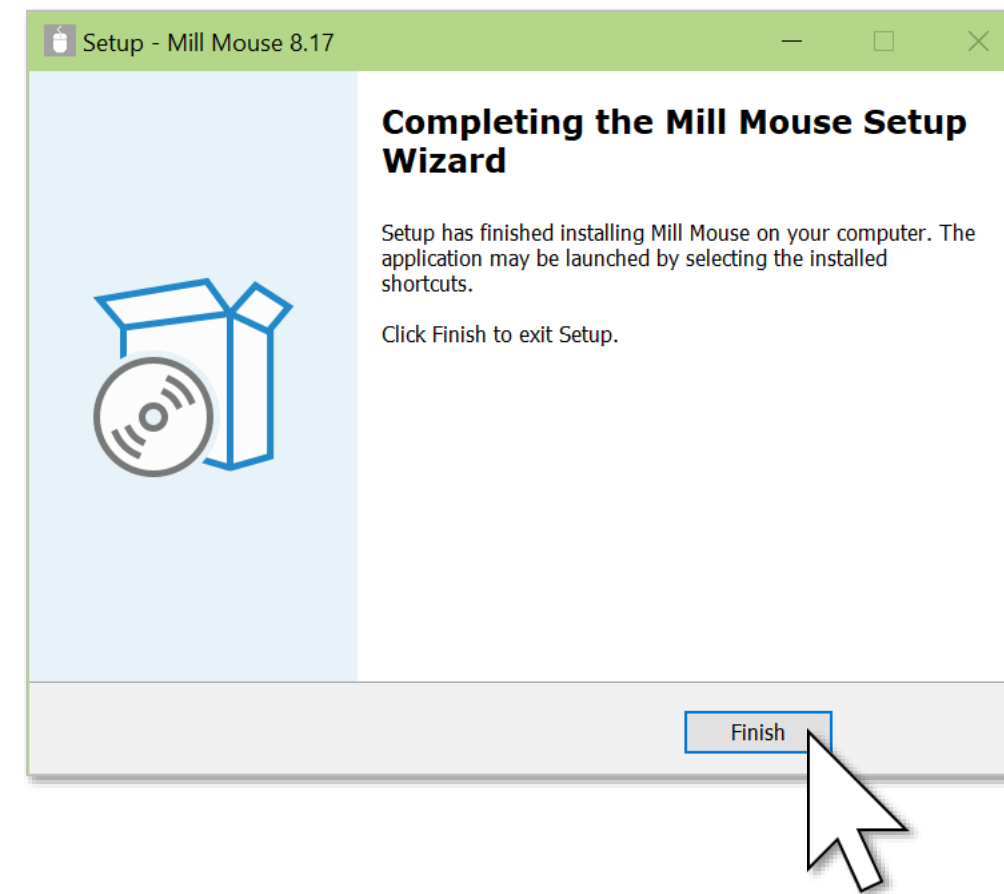 Setup - Mill Mouse 8.17
Completing the Mill Mouse Setup
Wizard
Setup has finished installing Mill Mouse on your computer. The
application may be launched by selecting the installed
shortcuts.
Click Finish to exit Setup.
Finish